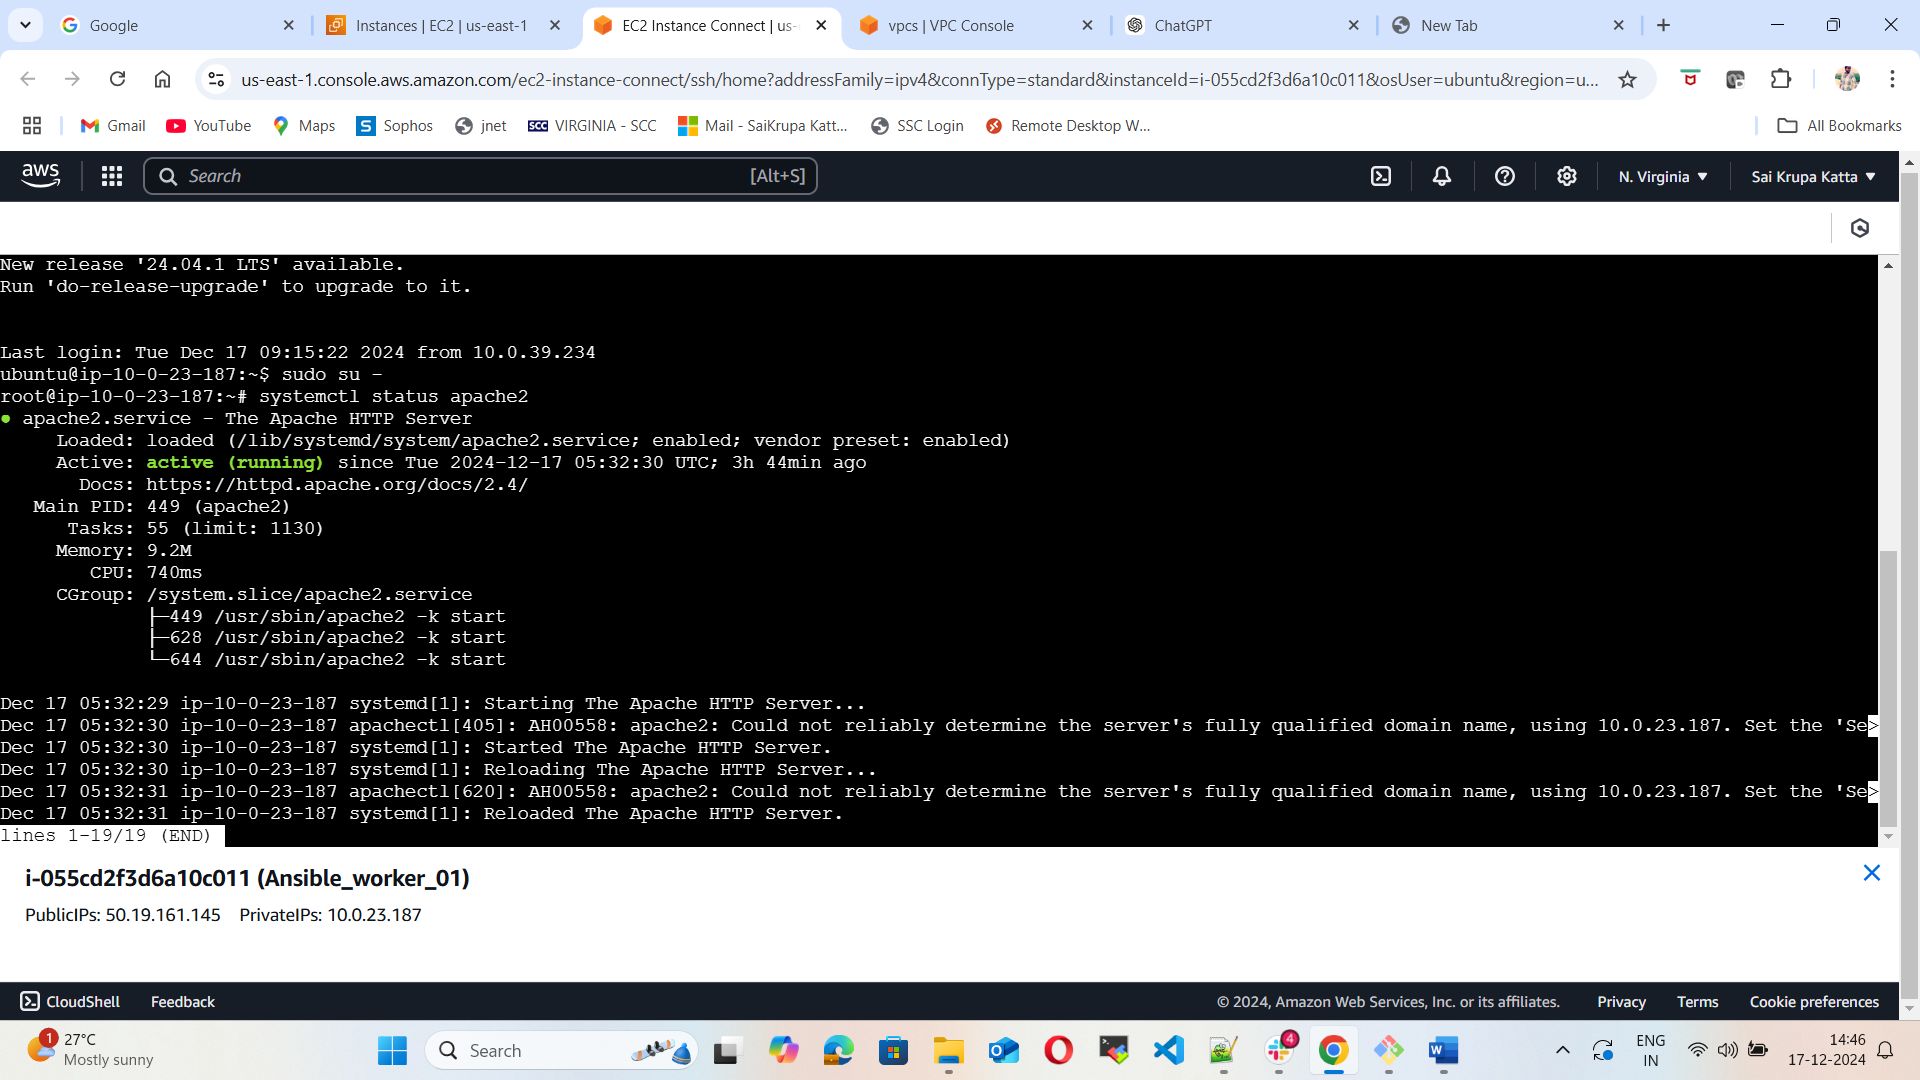 Google
Instances | EC2 | us-east-1
EC2 Instance Connect | us-
vpcs | VPC Console
ChatGPT
New Tab
us-east-1.console.aws.amazon.com/ec2-instance-connect/ssh/home?addressFamily=ipv4&connType=standard&instanceId=i-055cd2f3d6a10c011&osUser=ubuntu&region=u...
Gmail
YouTube
Maps
S Sophos
jnet
SCC VIRGINIA - SCC
Mail - SaiKrupa Katt...
SSC Login
Remote Desktop W...
All Bookmarks
aws
Search
[Alt+S]
N. Virginia
Sai Krupa Katta
New release '24.04.1 LTS' available.
Run 'do-release-upgrade' to upgrade to it.
Last login: Tue Dec 17 09:15:22 2024 from 10.0.39.234
ubuntu@ip-10-0-23-187:~$ sudo su -
root@ip-10-0-23-187:~# systemctl status apache2
● apache2.service - The Apache HTTP Server
Loaded: loaded (/lib/systemd/system/apache2.service; enabled; vendor preset: enabled)
Active: active (running) since Tue 2024-12-17 05:32:30 UTC; 3h 44min ago
Docs: https://httpd.apache.org/docs/2.4/
Main PID: 449 (apache2)
Tasks: 55 (limit: 1130)
Memory: 9.2M
CPU: 740ms
CGroup: /system.slice/apache2.service
├─449 /usr/sbin/apache2 -k start
├─628 /usr/sbin/apache2 -k start
└─644 /usr/sbin/apache2 -k start
Dec 17 05:32:29 ip-10-0-23-187 systemd[1]: Starting The Apache HTTP Server...
Dec 17 05:32:30 ip-10-0-23-187 apachectl[405]: AH00558: apache2: Could not reliably determine the server's fully qualified domain name, using 10.0.23.187. Set the 'Se>
Dec 17 05:32:30 ip-10-0-23-187 systemd[1]: Started The Apache HTTP Server.
Dec 17 05:32:30 ip-10-0-23-187 systemd[1]: Reloading The Apache HTTP Server...
Dec 17 05:32:31 ip-10-0-23-187 apachectl[620]: AH00558: apache2: Could not reliably determine the server's fully qualified domain name, using 10.0.23.187. Set the 'Se>
Dec 17 05:32:31 ip-10-0-23-187 systemd[1]: Reloaded The Apache HTTP Server.
lines 1-19/19 (END)
i-055cd2f3d6a10c011 (Ansible_worker_01)
PublicIPs: 50.19.161.145 PrivateIPs: 10.0.23.187
CloudShell
Feedback
© 2024, Amazon Web Services, Inc. or its affiliates.
Privacy
Terms
Cookie preferences
1
27°C
Mostly sunny
Search
4
W
ENG
IN
14:46
17-12-2024